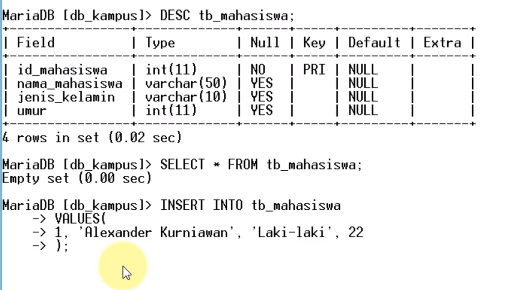 MariaDB [db_kampus]> DESC tb_mahasiswa;
+----------------+-------------+------+-----+---------+-------+
| Field          | Type        | Null | Key | Default | Extra |
+----------------+-------------+------+-----+---------+-------+
| id_mahasiswa   | int(11)     | NO   | PRI | NULL    |       |
| nama_mahasiswa | varchar(50) | YES  |     | NULL    |       |
| jenis_kelamin  | varchar(10) | YES  |     | NULL    |       |
| umur           | int(11)     | YES  |     | NULL    |       |
+----------------+-------------+------+-----+---------+-------+
4 rows in set (0.02 sec)
MariaDB [db_kampus]> SELECT * FROM tb_mahasiswa;
Empty set (0.00 sec)
MariaDB [db_kampus]> INSERT INTO tb_mahasiswa
    -> VALUES(
    -> 1, 'Alexander Kurniawan', 'Laki-laki', 22
    -> );